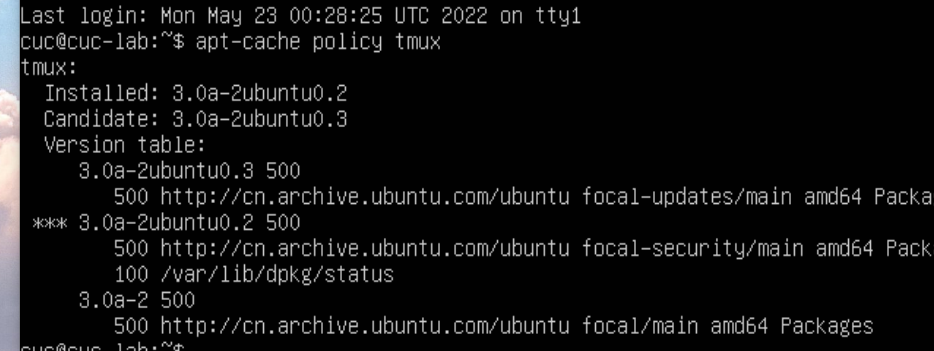 Last login: Mon May 23 00:28:25 UTC 2022 on tty1
cuc@cuc-lab:~$ apt-cache policy tmux
tmux:
  Installed: 3.0a-2ubuntu0.2
  Candidate: 3.0a-2ubuntu0.3
  Version table:
     3.0a-2ubuntu0.3 500
        500 http://cn.archive.ubuntu.com/ubuntu focal-updates/main amd64 Packa
 *** 3.0a-2ubuntu0.2 500
        500 http://cn.archive.ubuntu.com/ubuntu focal-security/main amd64 Pack
        100 /var/lib/dpkg/status
     3.0a-2 500
        500 http://cn.archive.ubuntu.com/ubuntu focal/main amd64 Packages
cuc@cuc-lab:~$